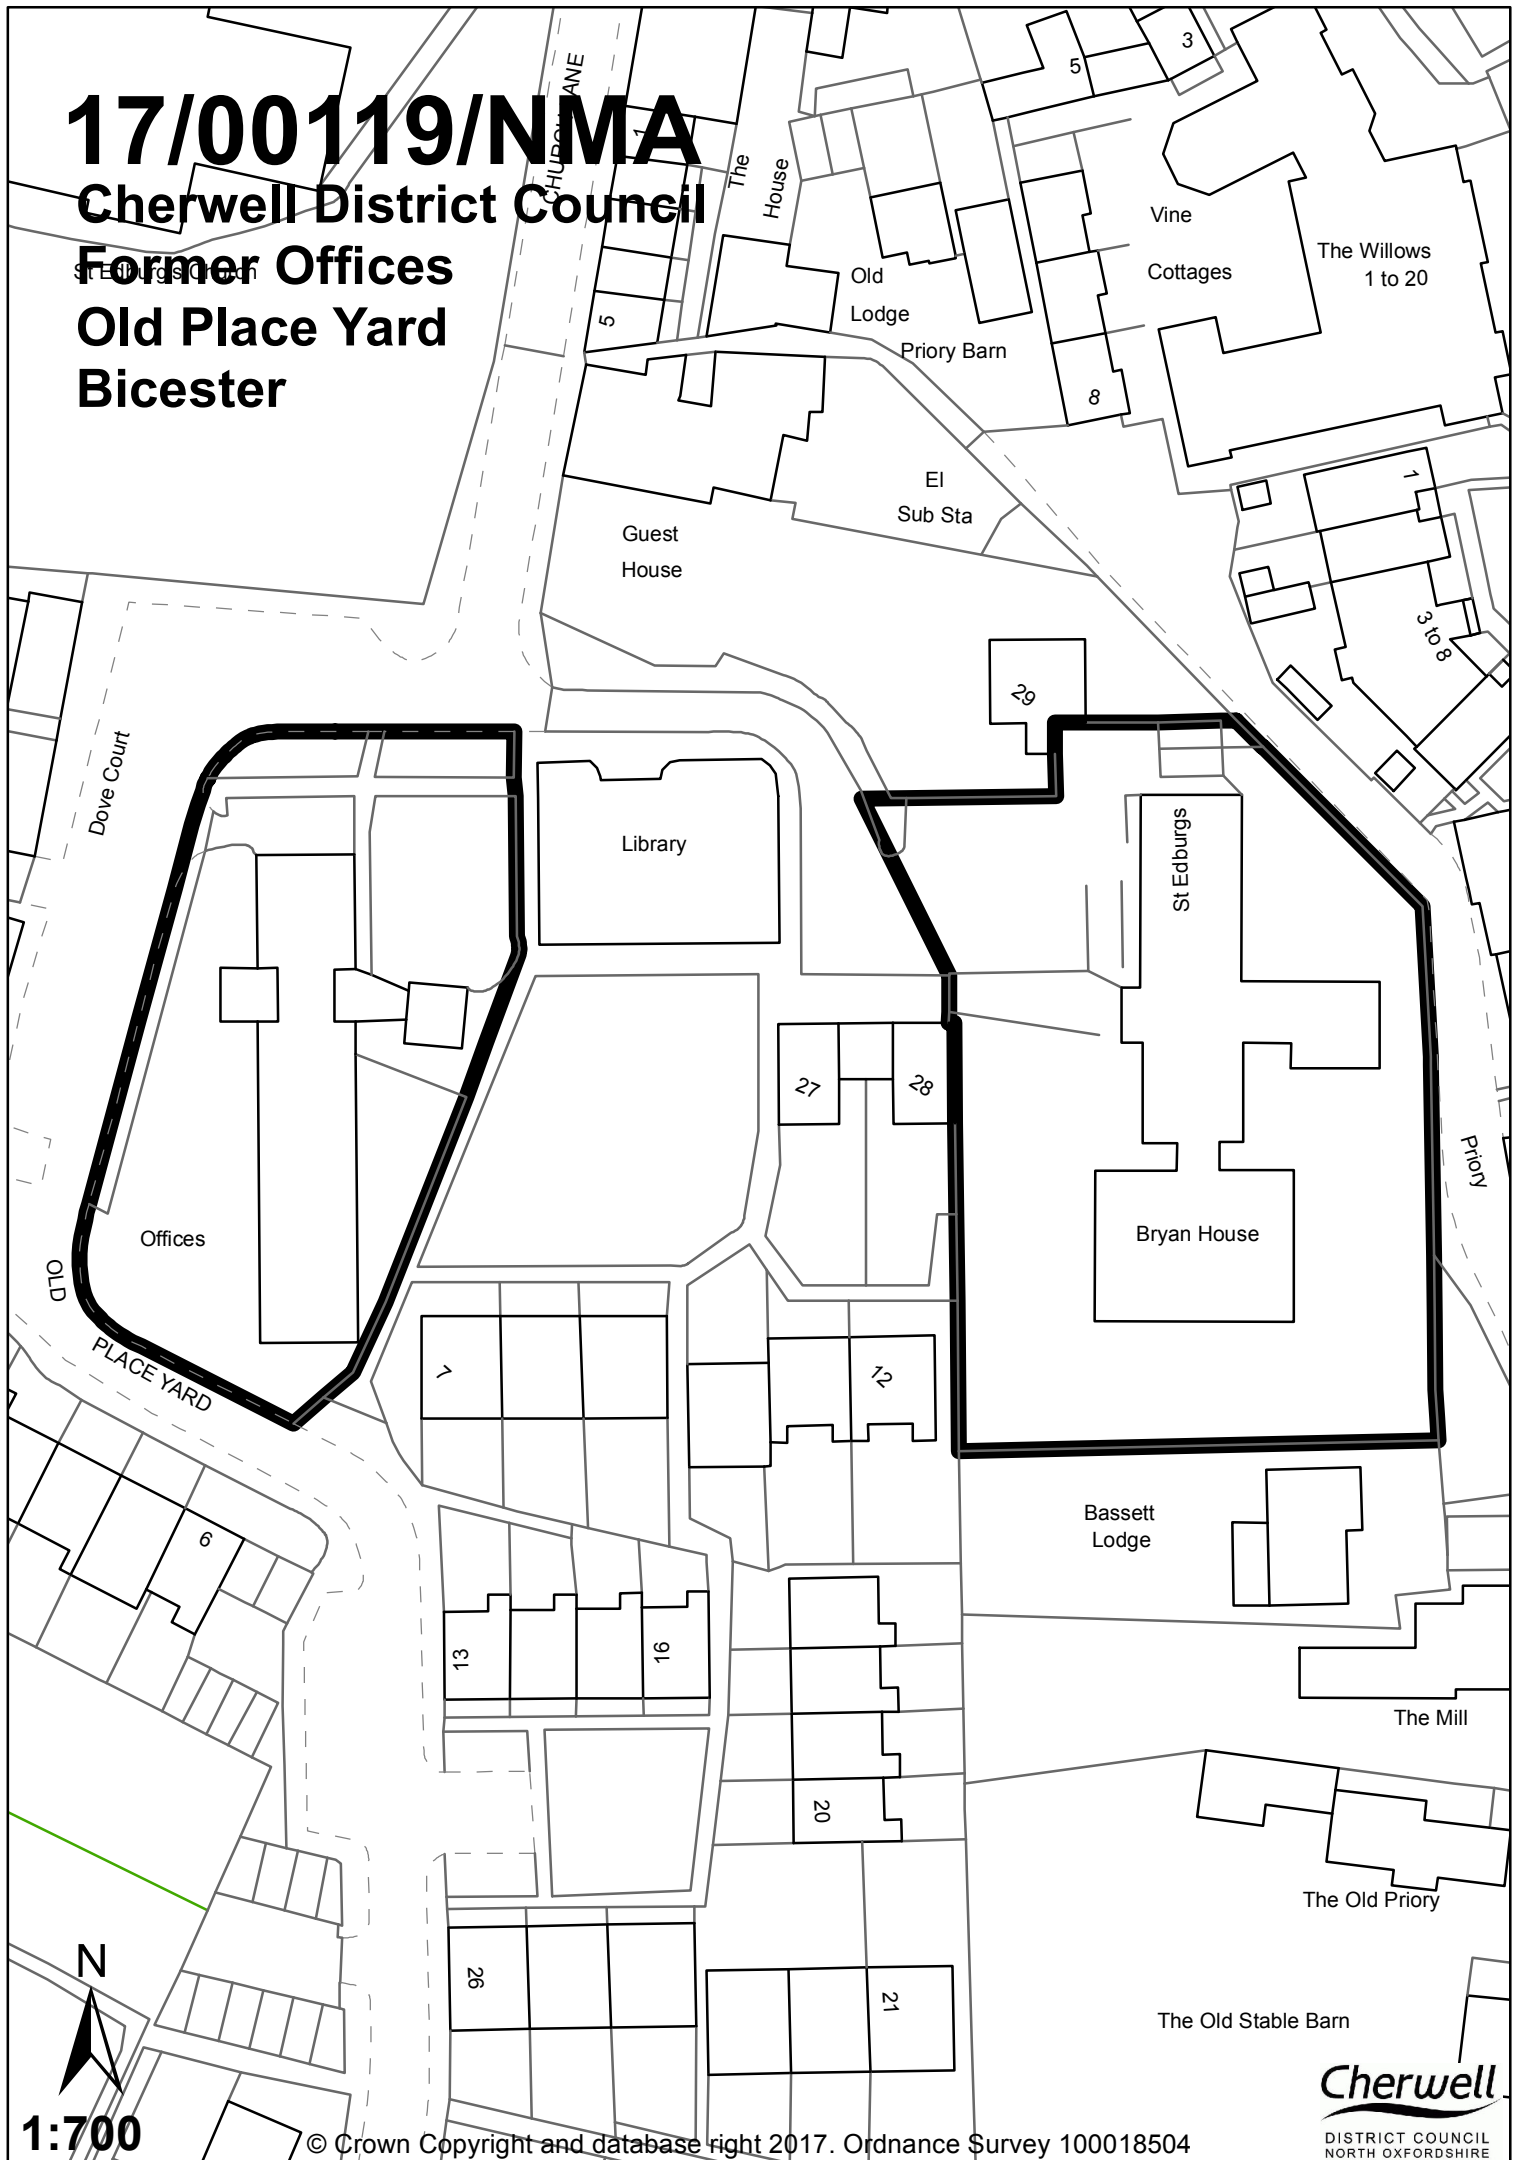 17/00119/NMA
Cherwell District Council
Former Offices
Old Place Yard
Bicester
St Edburg's Church
CHURCH LANE
1
5
The
House
5
3
Vine
Cottages
The Willows
1 to 20
Old
Lodge
Priory Barn
8
El
Sub Sta
1
3 to 8
Guest
House
29
Dove Court
Library
St Edburgs
27
28
Priory
Offices
Bryan House
OLD
PLACE YARD
7
12
6
Bassett
Lodge
13
16
The Mill
20
The Old Priory
26
21
The Old Stable Barn
N
1:700
© Crown Copyright and database right 2017. Ordnance Survey 100018504
Cherwell
DISTRICT COUNCIL
NORTH OXFORDSHIRE